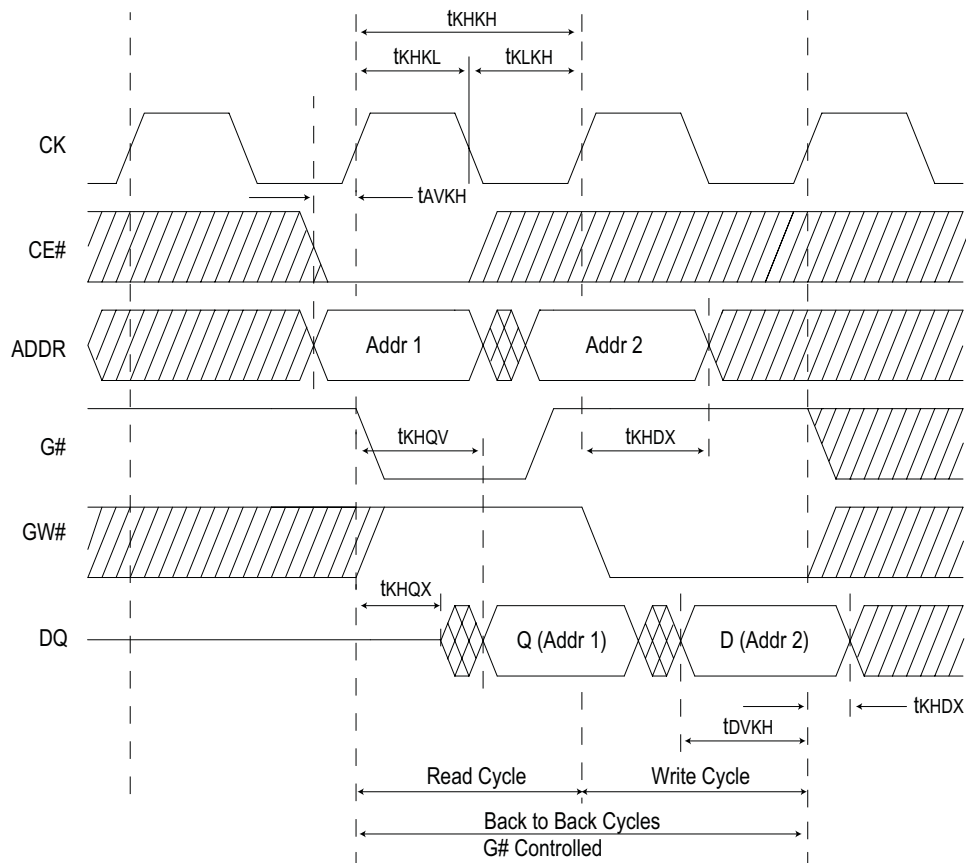 tKHKH
tKHKL
tKLKH
CK
tAVKH
CE#
ADDR
Addr 1
Addr 2
G#
tKHQV
tKHDX
GW#
tKHQX
DQ
Q (Addr 1)
D (Addr 2)
tKHDX
tDVKH
Read Cycle
Write Cycle
Back to Back Cycles
G# Controlled